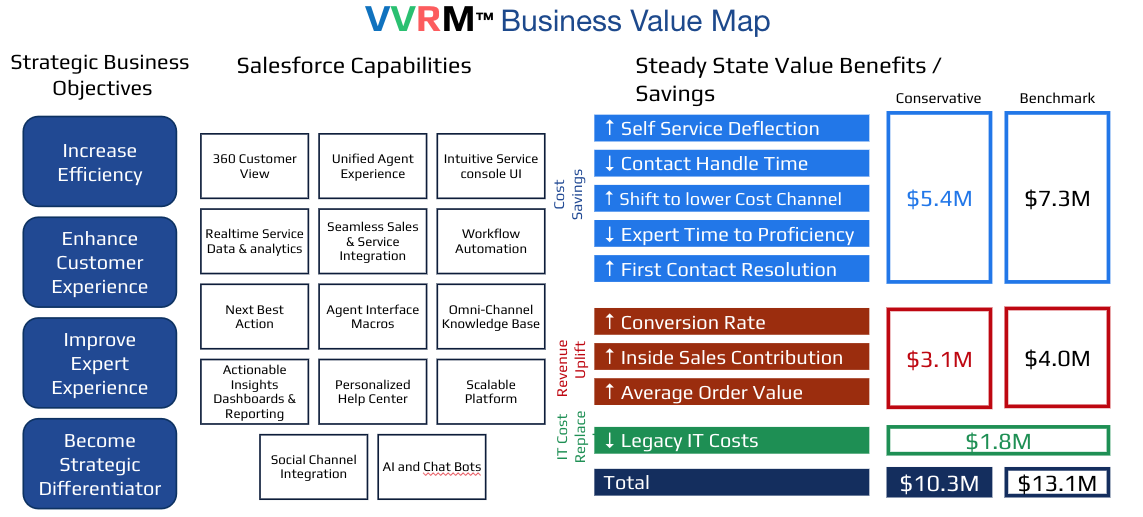 VVRM™ Business Value Map
Strategic Business
Objectives
Increase
Efficiency
Enhance
Customer
Experience
Improve
Expert
Experience
Become
Strategic
Differentiator
Salesforce Capabilities
360 Customer
View
Unified Agent
Experience
Intuitive Service
console UI
Realtime Service
Data & analytics
Seamless Sales
& Service
Integration
Workflow
Automation
Next Best
Action
Agent Interface
Macros
Omni-Channel
Knowledge Base
Actionable
Insights
Dashboards &
Reporting
Personalized
Help Center
Scalable
Platform
Social Channel
Integration
AI and Chat Bots
Steady State Value Benefits /
Savings
Conservative
Benchmark
Cost
Savings
↑ Self Service Deflection
↓ Contact Handle Time
↑ Shift to lower Cost Channel
↓ Expert Time to Proficiency
↑ First Contact Resolution
$5.4M
$7.3M
Revenue
Uplift
↑ Conversion Rate
↑ Inside Sales Contribution
↑ Average Order Value
$3.1M
$4.0M
IT Cost
Replace
↓ Legacy IT Costs
$1.8M
Total
$10.3M
$13.1M